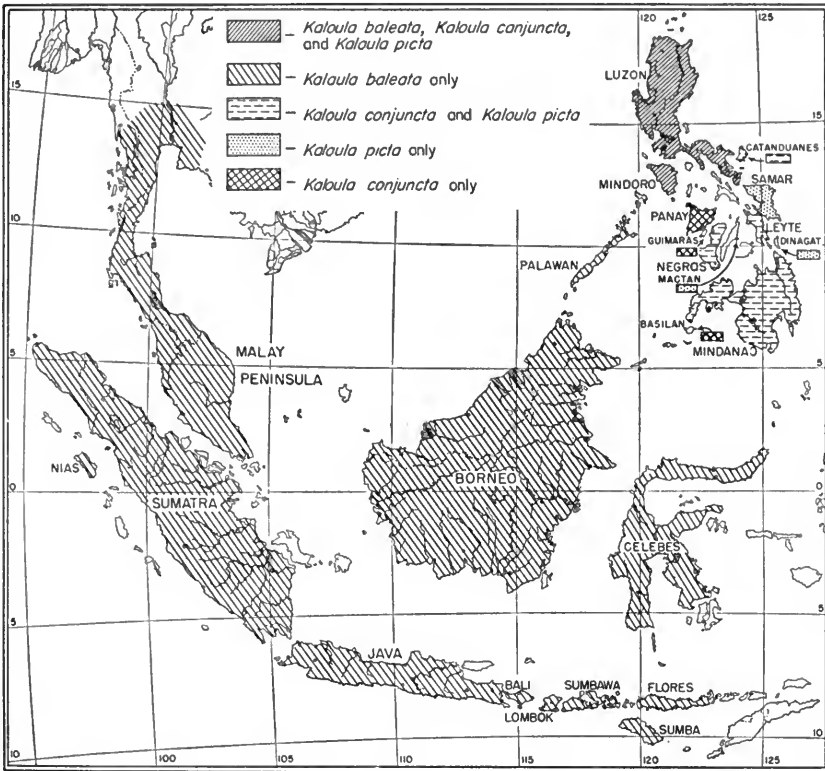 120
125
Kaloula baleata, Kaloula conjuncta,
and Kaloula picta
LUZON
Kaloula baleata only
15
15
Kaloula conjuncta and Kaloula picta
CATANDUANES
Kaloula picta only
SAMAR
MINDORO
Kaloula conjuncta only
PANAY
10
10
LEYTE
GUIMARAS
(DINAGAT
PALAWAN
NEGROS
MACTAN
BASILAN
MINDANAO
MALAY
5
5
PENINSULA
NIAS
BORNEO
0
0
SUMATRA
CELEBES
5
5
JAVA
BALI
SUMBAWA
FLORES
LOMBOK
SUMBA
10
10
100
105
110
115
120
125